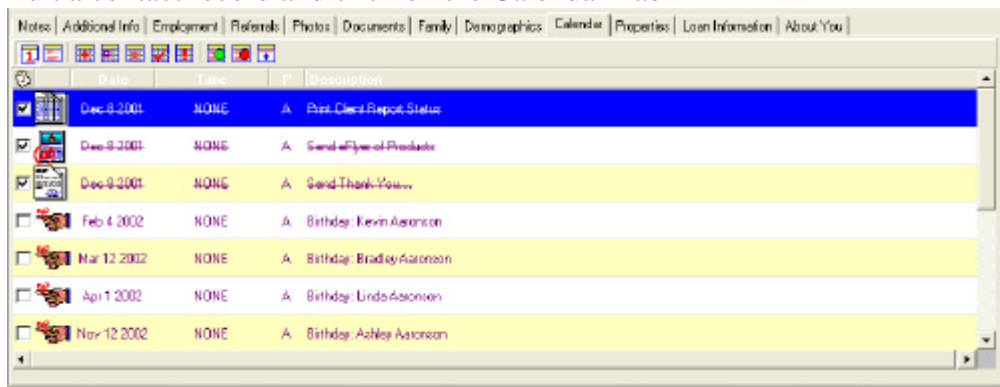 Notes Additional Info Employment Referrals Photos Documents Family Demographics Calendar Properties Loan Information About You
Date Time P Description
Dec 8 2001 NONE A Print Client Report Status
Dec 8 2001 NONE A Send eFlyer of Products
Dec 8 2001 NONE A Send Thank You...
Feb 4 2002 NONE A Birthday: Kevin Aaronson
Mar 12 2002 NONE A Birthday: Bradley Aaronson
Apr 1 2002 NONE A Birthday: Linda Aaronson
Nov 12 2002 NONE A Birthday: Ashley Aaronson